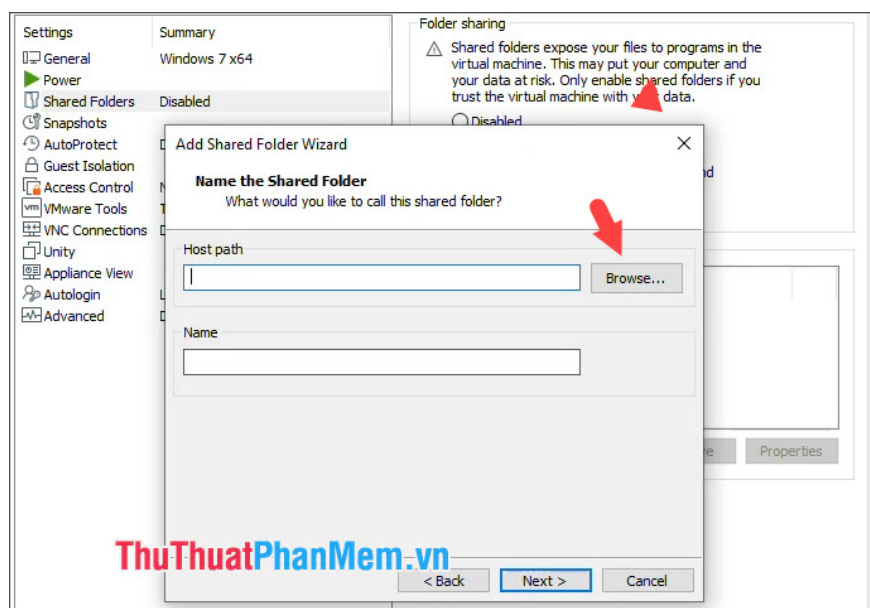 Settings Summary
General Windows 7 x64
Power
Shared Folders Disabled
Snapshots
AutoProtect
Guest Isolation
Access Control
vm VMware Tools
VNC Connections
Unity
Appliance View
Autologin
Advanced
Folder sharing
Shared folders expose your files to programs in the
virtual machine. This may put your computer and
your data at risk. Only enable shared folders if you
trust the virtual machine with data.
Disabled
Add Shared Folder Wizard
Name the Shared Folder
What would you like to call this shared folder?
Host path
Browse...
Name
Properties
ThuThuatPhanMem.vn
< Back Next > Cancel